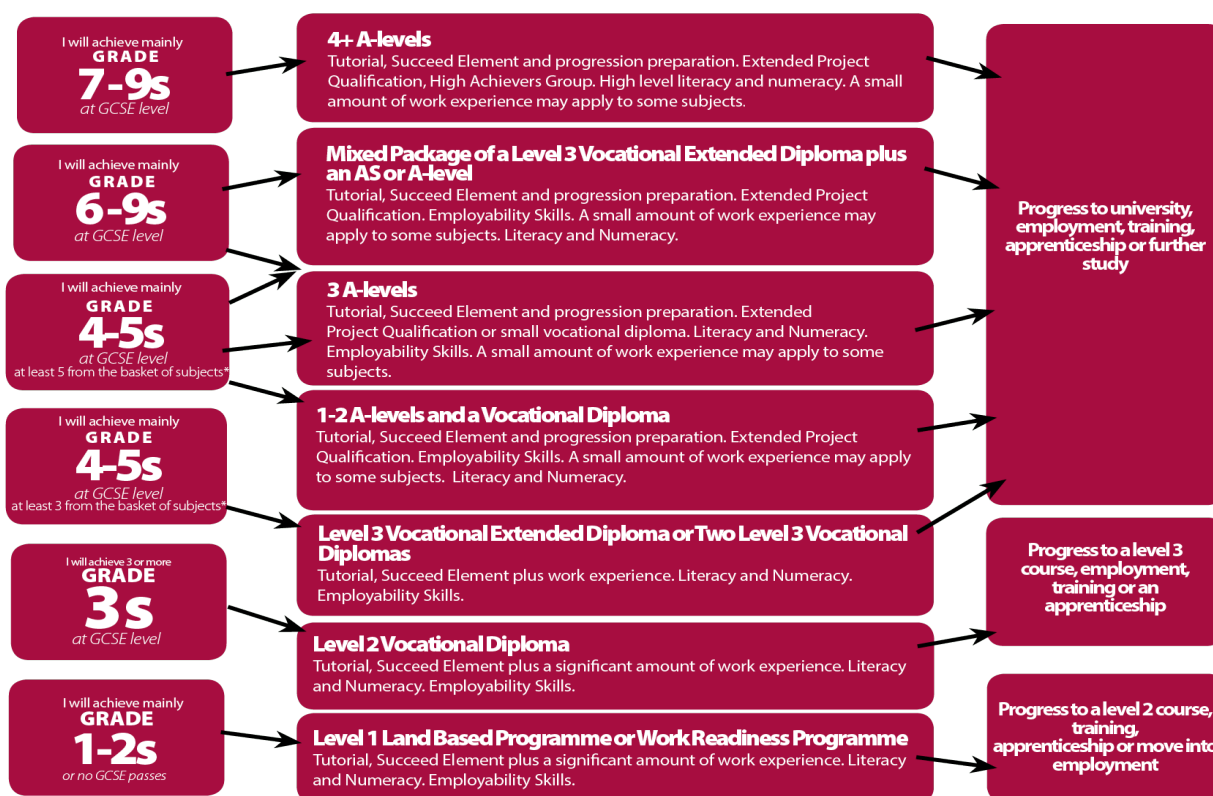 I will achieve mainly
GRADE
7-9s
at GCSE level
4+ A-levels
Tutorial, Succeed Element and progression preparation. Extended Project
Qualification, High Achievers Group. High level literacy and numeracy. A small
amount of work experience may apply to some subjects.
I will achieve mainly
GRADE
6-9s
at GCSE level
Mixed Package of a Level 3 Vocational Extended Diploma plus
an AS or A-level
Tutorial, Succeed Element and progression preparation. Extended Project
Qualification. Employability Skills. A small amount of work experience may
apply to some subjects. Literacy and Numeracy.
I will achieve mainly
GRADE
4-5s
at GCSE level
at least 5 from the basket of subjects*
3 A-levels
Tutorial, Succeed Element and progression preparation. Extended
Project Qualification or small vocational diploma. Literacy and Numeracy.
Employability Skills. A small amount of work experience may apply to some
subjects.
I will achieve mainly
GRADE
4-5s
at GCSE level
at least 3 from the basket of subjects*
1-2 A-levels and a Vocational Diploma
Tutorial, Succeed Element and progression preparation. Extended Project
Qualification. Employability Skills. A small amount of work experience may apply
to some subjects. Literacy and Numeracy.
Level 3 Vocational Extended Diploma or Two Level 3 Vocational
Diplomas
Tutorial, Succeed Element plus work experience. Literacy and Numeracy.
Employability Skills.
I will achieve 3 or more
GRADE
3s
at GCSE level
Level 2 Vocational Diploma
Tutorial, Succeed Element plus a significant amount of work experience. Literacy
and Numeracy. Employability Skills.
I will achieve mainly
GRADE
1-2s
or no GCSE passes
Level 1 Land Based Programme or Work Readiness Programme
Tutorial, Succeed Element plus a significant amount of work experience. Literacy
and Numeracy. Employability Skills.
Progress to university,
employment, training,
apprenticeship or further
study
Progress to a level 3
course, employment,
training or an
apprenticeship
Progress to a level 2 course,
training,
apprenticeship or move into
employment